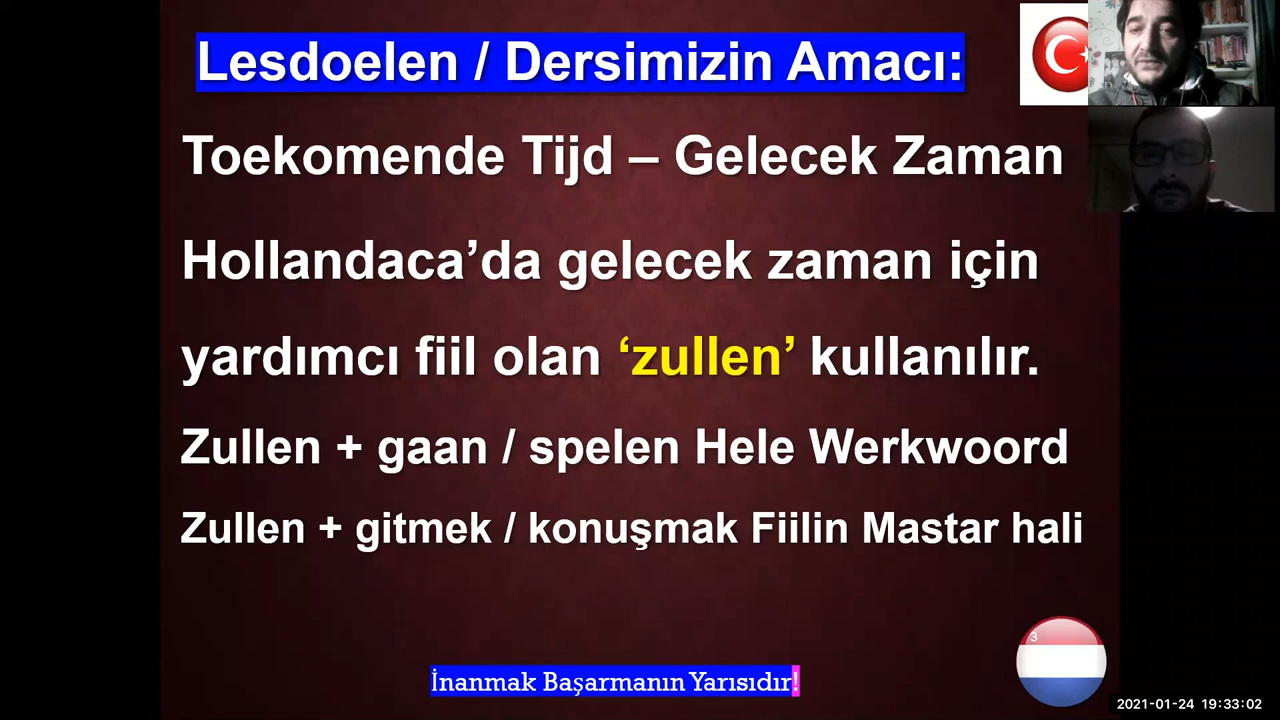 Lesdoelen / Dersimizin Amacı:
Toekomende Tijd – Gelecek Zaman
Hollandaca’da gelecek zaman için
yardımcı fiil olan ‘zullen’ kullanılır.
Zullen + gaan / spelen Hele Werkwoord
Zullen + gitmek / konuşmak Fiilin Mastar hali
3
İnanmak Başarmanın Yarısıdır!
2021-01-24 19:33:02